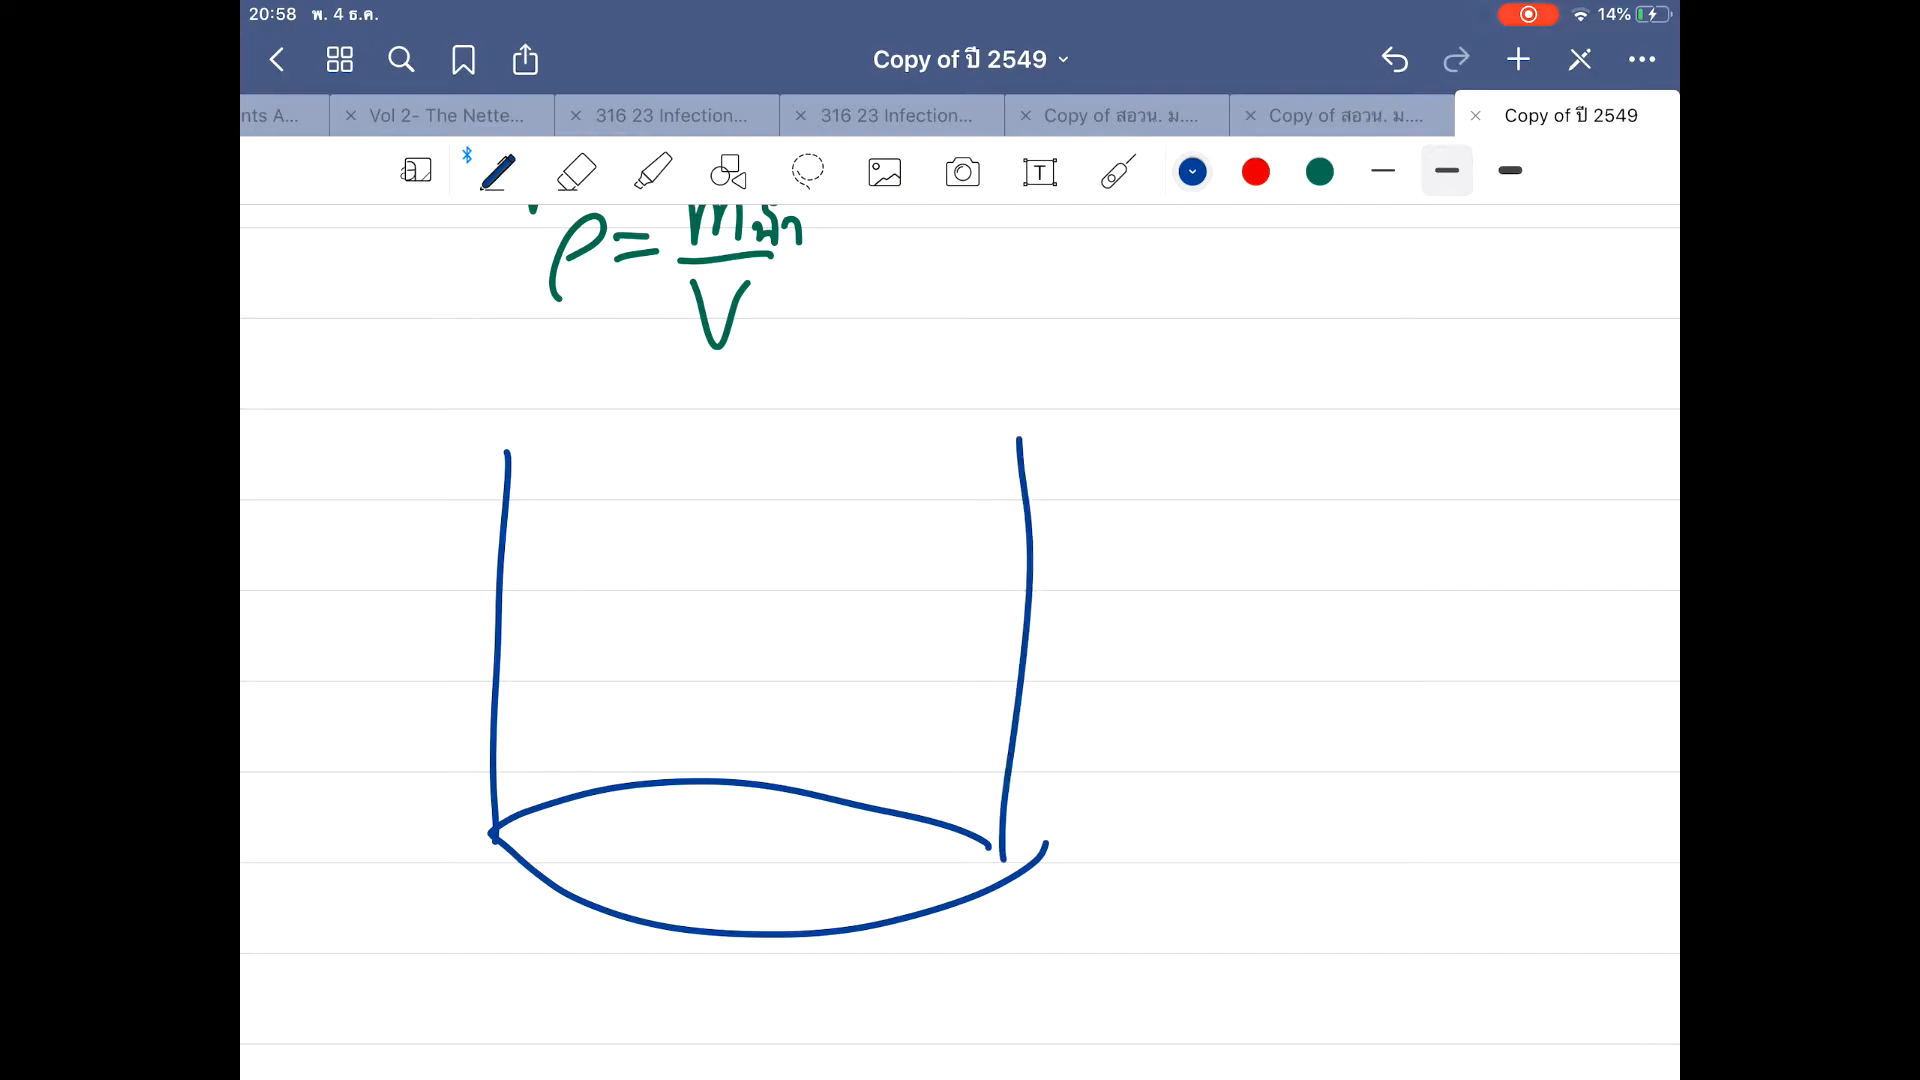 20:58 พ. 4 ธ.ค. 14%
Copy of ปี 2549
nts A... Vol 2- The Nette... 316 23 Infection... 316 23 Infection... Copy of สอวน. ม.... Copy of สอวน. ม.... Copy of ปี 2549
T
ρ = m น้ำ
V